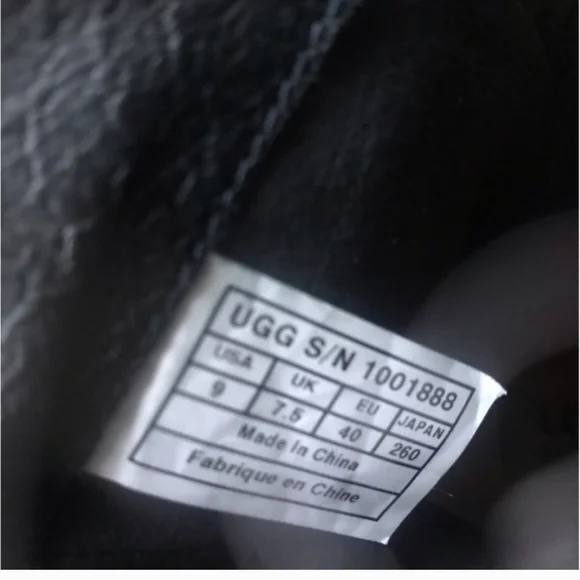 UGG S/N 1001888
USA UK EU JAPAN
9 7.5 40 260
Made In China
Fabrique en Chine